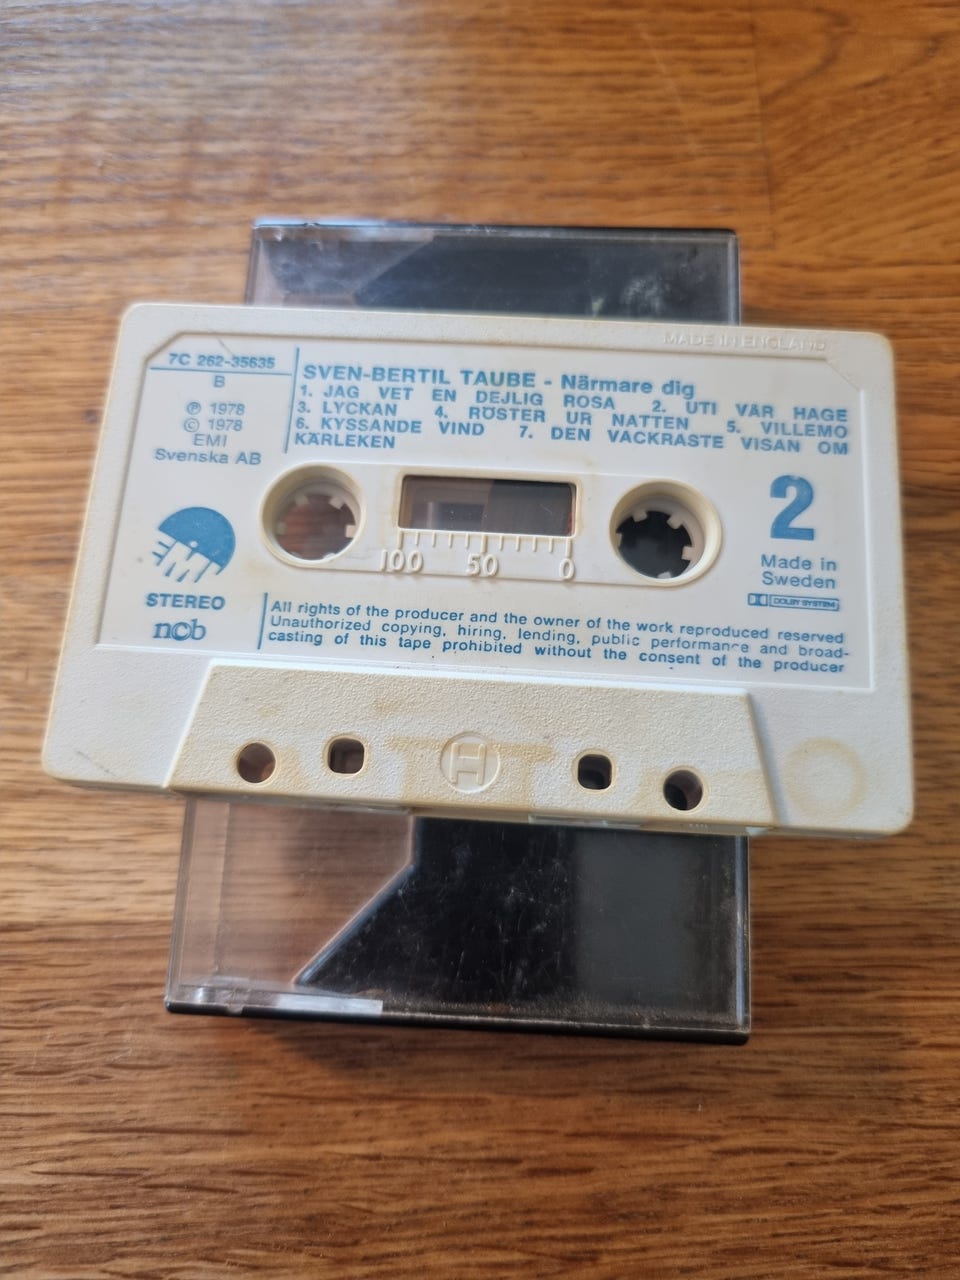 MADE IN ENGLAND
7C 262-35635
B
Ⓟ 1978
© 1978
EMI
Svenska AB
SVEN-BERTIL TAUBE - Närmare dig
1. JAG VET EN DEJLIG ROSA 2. UTI VÅR HAGE
3. LYCKAN 4. RÖSTER UR NATTEN 5. VILLEMO
6. KYSSANDE VIND 7. DEN VACKRASTE VISAN OM
KÄRLEKEN
2
Made in
Sweden
DOLBY SYSTEM
100 50 0
EMI
STEREO
ncb
All rights of the producer and the owner of the work reproduced reserved
Unauthorized copying, hiring, lending, public performance and broad-
casting of this tape prohibited without the consent of the producer
H